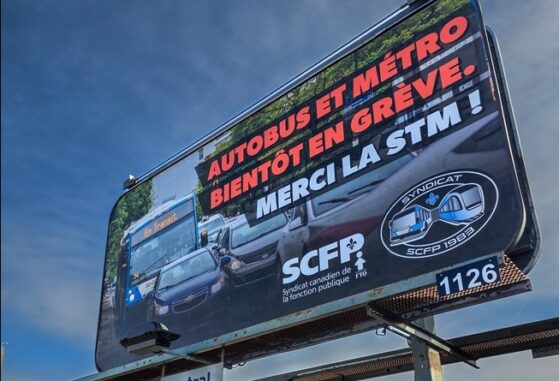 AUTOBUS ET MÉTRO
BIENTÔT EN GRÈVE.
MERCI LA STM !
En Transit
SCFP
Syndicat canadien de
la fonction publique
FTQ
SYNDICAT
SCFP 1983
1126